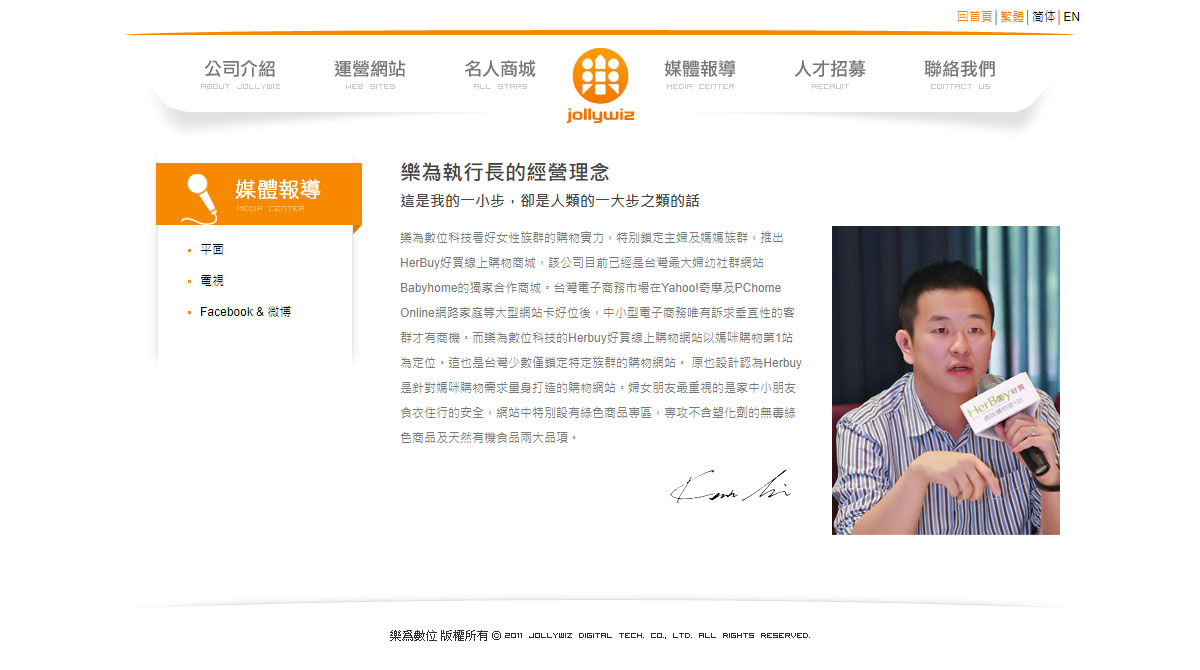 回首頁 | 繁體 | 简体 | EN
公司介紹 運營網站 名人商城 媒體報導 人才招募 聯絡我們
ABOUT JOLLYWIZ WEB SITES ALL STARS MEDIA CENTER RECRUIT CONTACT US
jollywiz
媒體報導
MEDIA CENTER
平面
電視
Facebook & 微博
樂為執行長的經營理念
這是我的一小步，卻是人類的一大步之類的話
樂為數位科技看好女性族群的購物實力，特別鎖定主婦及媽媽族群，推出
HerBuy好買線上購物商城，該公司目前已經是台灣最大婦幼社群網站
Babyhome的獨家合作商城。台灣電子商務市場在Yahoo!奇摩及PChome
Online網路家庭等大型網站卡好位後，中小型電子商務唯有訴求垂直性的客
群才有商機。而樂為數位科技的Herbuy好買線上購物網站以媽咪購物第1站
為定位。這也是台灣少數僅鎖定特定族群的購物網站。 原也設計認為Herbuy
是針對媽咪購物需求量身打造的購物網站。婦女朋友最重視的是家中小朋友
食衣住行的安全，網站中特別設有綠色商品專區，專攻不含塑化劑的無毒綠
色商品及天然有機食品兩大品項。
HerBuy好買
媽咪購物第1站
樂爲數位 版權所有 © 2011 JOLLYWIZ DIGITAL TECH. CO., LTD. ALL RIGHTS RESERVED.